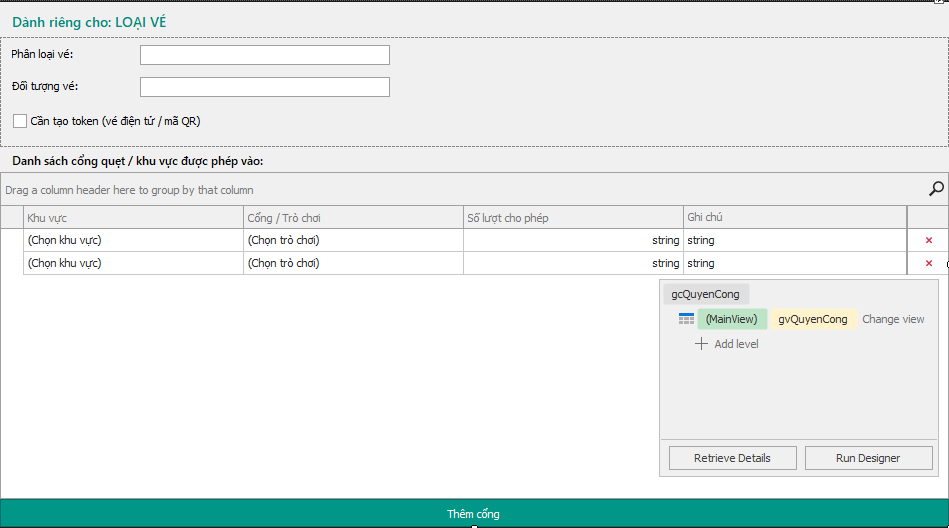 Dành riêng cho: LOẠI VÉ
Phân loại vé:
Đối tượng vé:
Cần tạo token (vé điện tử / mã QR)
Danh sách cổng quẹt / khu vực được phép vào:
Drag a column header here to group by that column
Khu vực Cổng / Trò chơi Số lượt cho phép Ghi chú
(Chọn khu vực) (Chọn trò chơi) string string ×
(Chọn khu vực) (Chọn trò chơi) string string ×
gcQuyenCong
(MainView) gvQuyenCong Change view
Add level
Retrieve Details Run Designer
Thêm cổng